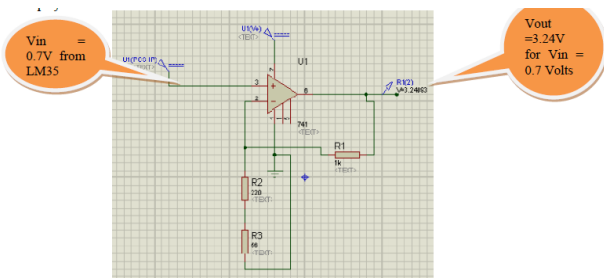 Vin =
0.7V from
LM35
Vout
=3.24V
for Vin =
0.7 Volts
U1(V+)
<TEXT>
U1(POS IP)
<TEXT>
U1
3
2
7
6
741
<TEXT>
R1(2)
V=3.24863
R1
1k
<TEXT>
R2
220
<TEXT>
R3
<TEXT>